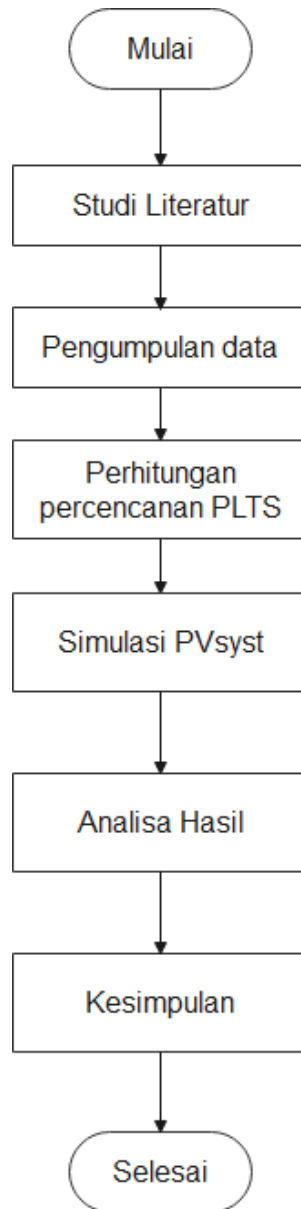 Mulai
Studi Literatur
Pengumpulan data
Perhitungan
percencanan PLTS
Simulasi PVsyst
Analisa Hasil
Kesimpulan
Selesai